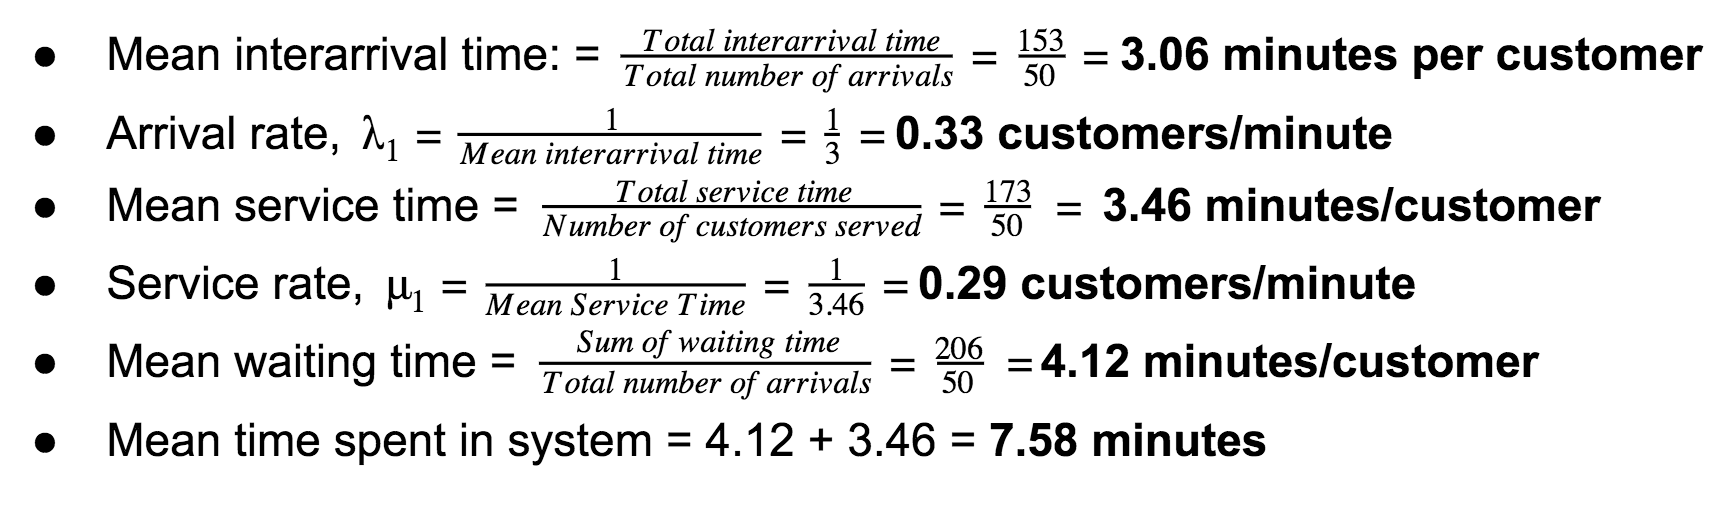 ● Mean interarrival time: = \frac{Total interarrival time}{Total number of arrivals} = \frac{153}{50} = 3.06 minutes per customer
● Arrival rate, λ₁ = \frac{1}{Mean interarrival time} = \frac{1}{3} = 0.33 customers/minute
● Mean service time = \frac{Total service time}{Number of customers served} = \frac{173}{50} = 3.46 minutes/customer
● Service rate, μ₁ = \frac{1}{Mean Service Time} = \frac{1}{3.46} = 0.29 customers/minute
● Mean waiting time = \frac{Sum of waiting time}{Total number of arrivals} = \frac{206}{50} = 4.12 minutes/customer
● Mean time spent in system = 4.12 + 3.46 = 7.58 minutes